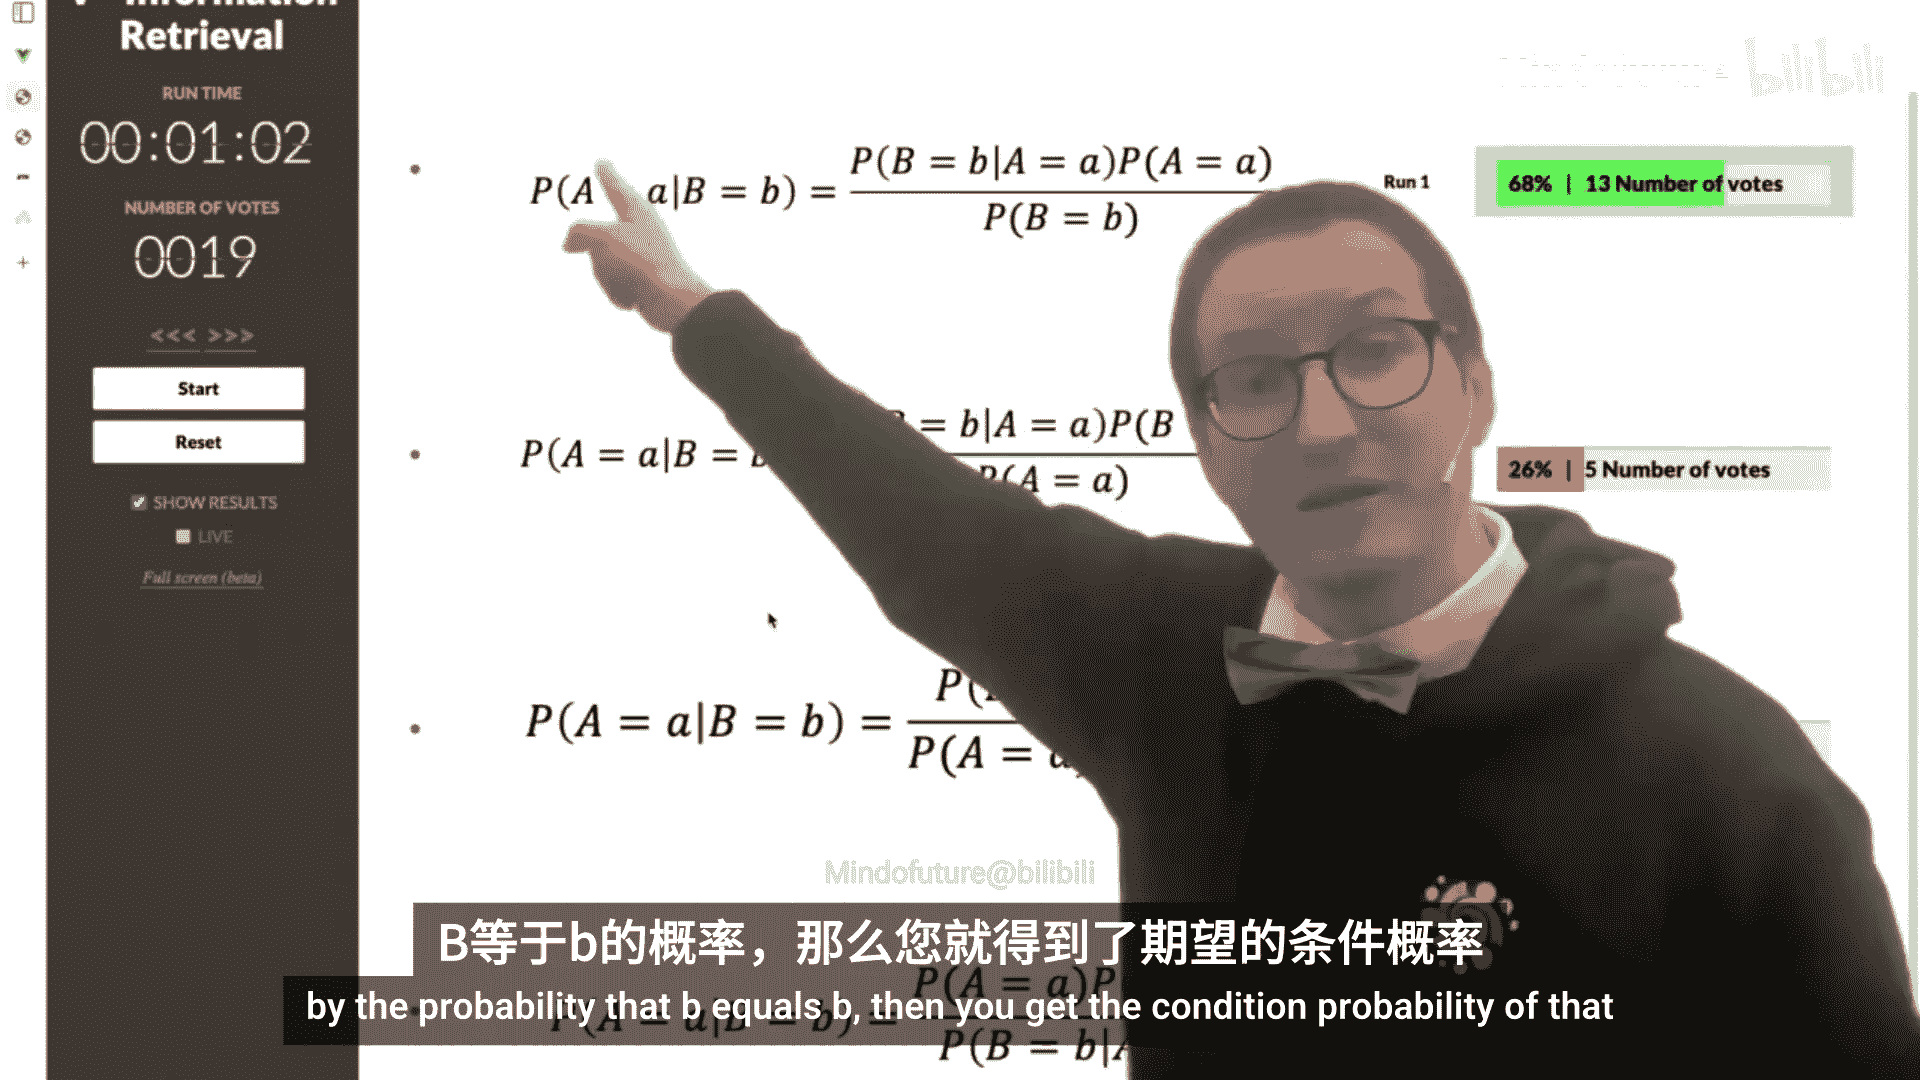 Information
Retrieval
RUN TIME
00:01:02
NUMBER OF VOTES
0019
<<< >>>
Start
Reset
SHOW RESULTS
LIVE
Full screen (beta)
bilibili
P(A a|B = b) = P(B = b|A = a)P(A = a) / P(B = b)
Run 1
68% | 13 Number of votes
P(A = a|B = = b|A = a)P(B (A = a)
26% | 5 Number of votes
P(A = a|B = b) = P( P(A =
Mindofuture@bilibili
B等于b的概率，那么您就得到了期望的条件概率
by the probability that b equals b, then you get the condition probability of that
P(A = a|B = b) = P(A = a)P P(B = b|